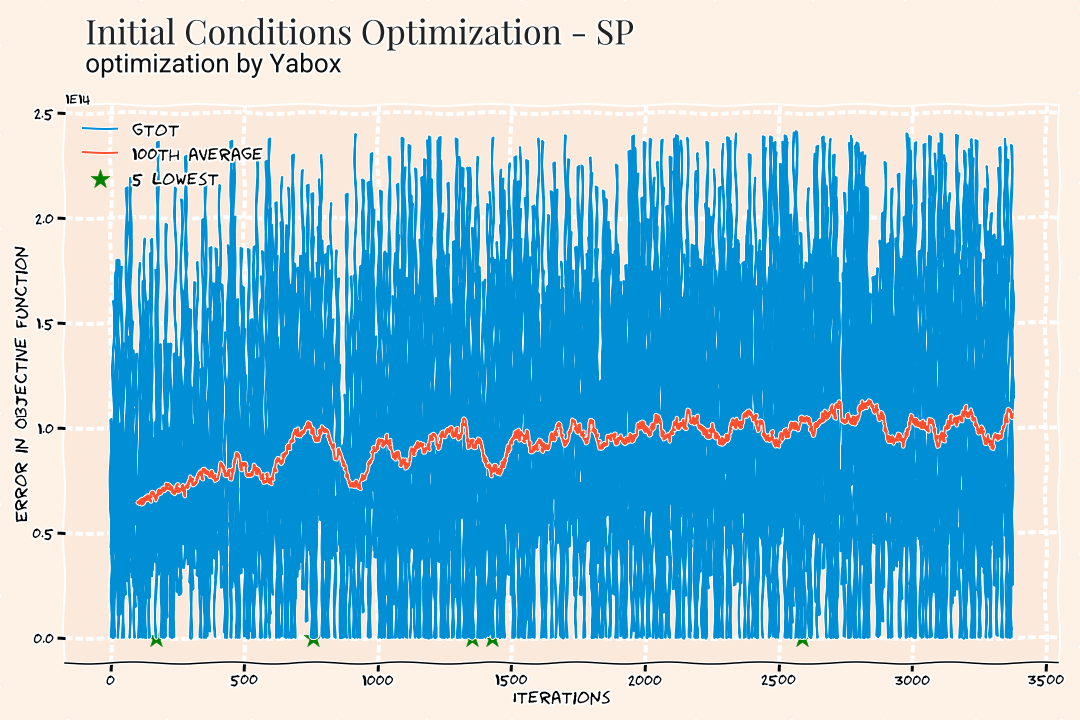 Initial Conditions Optimization - SP
optimization by Yabox
1E14
2.5
GTOT
100TH AVERAGE
5 LOWEST
2.0
1.5
1.0
0.5
0.0
ERROR IN OBJECTIVE FUNCTION
0 500 1000 1500 2000 2500 3000 3500
ITERATIONS